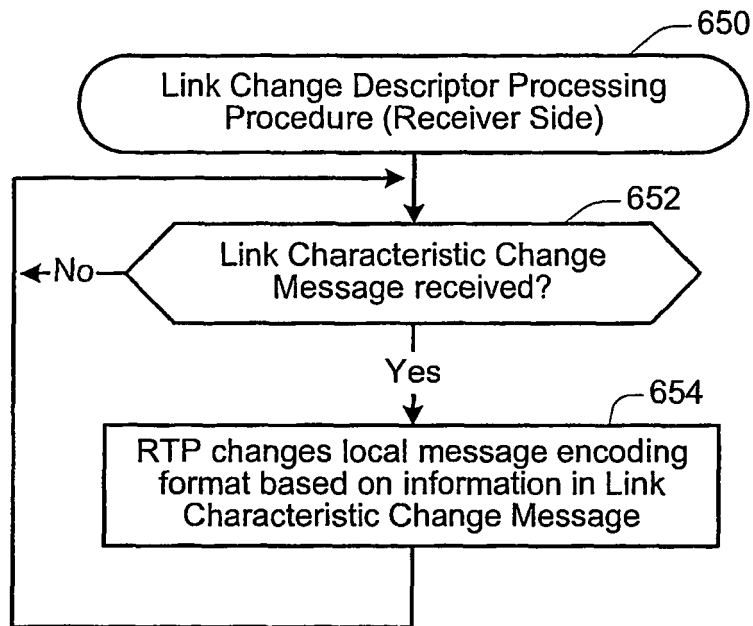 650
Link Change Descriptor Processing
Procedure (Receiver Side)
652
Link Characteristic Change
Message received?
No
Yes
654
RTP changes local message encoding
format based on information in Link
Characteristic Change Message